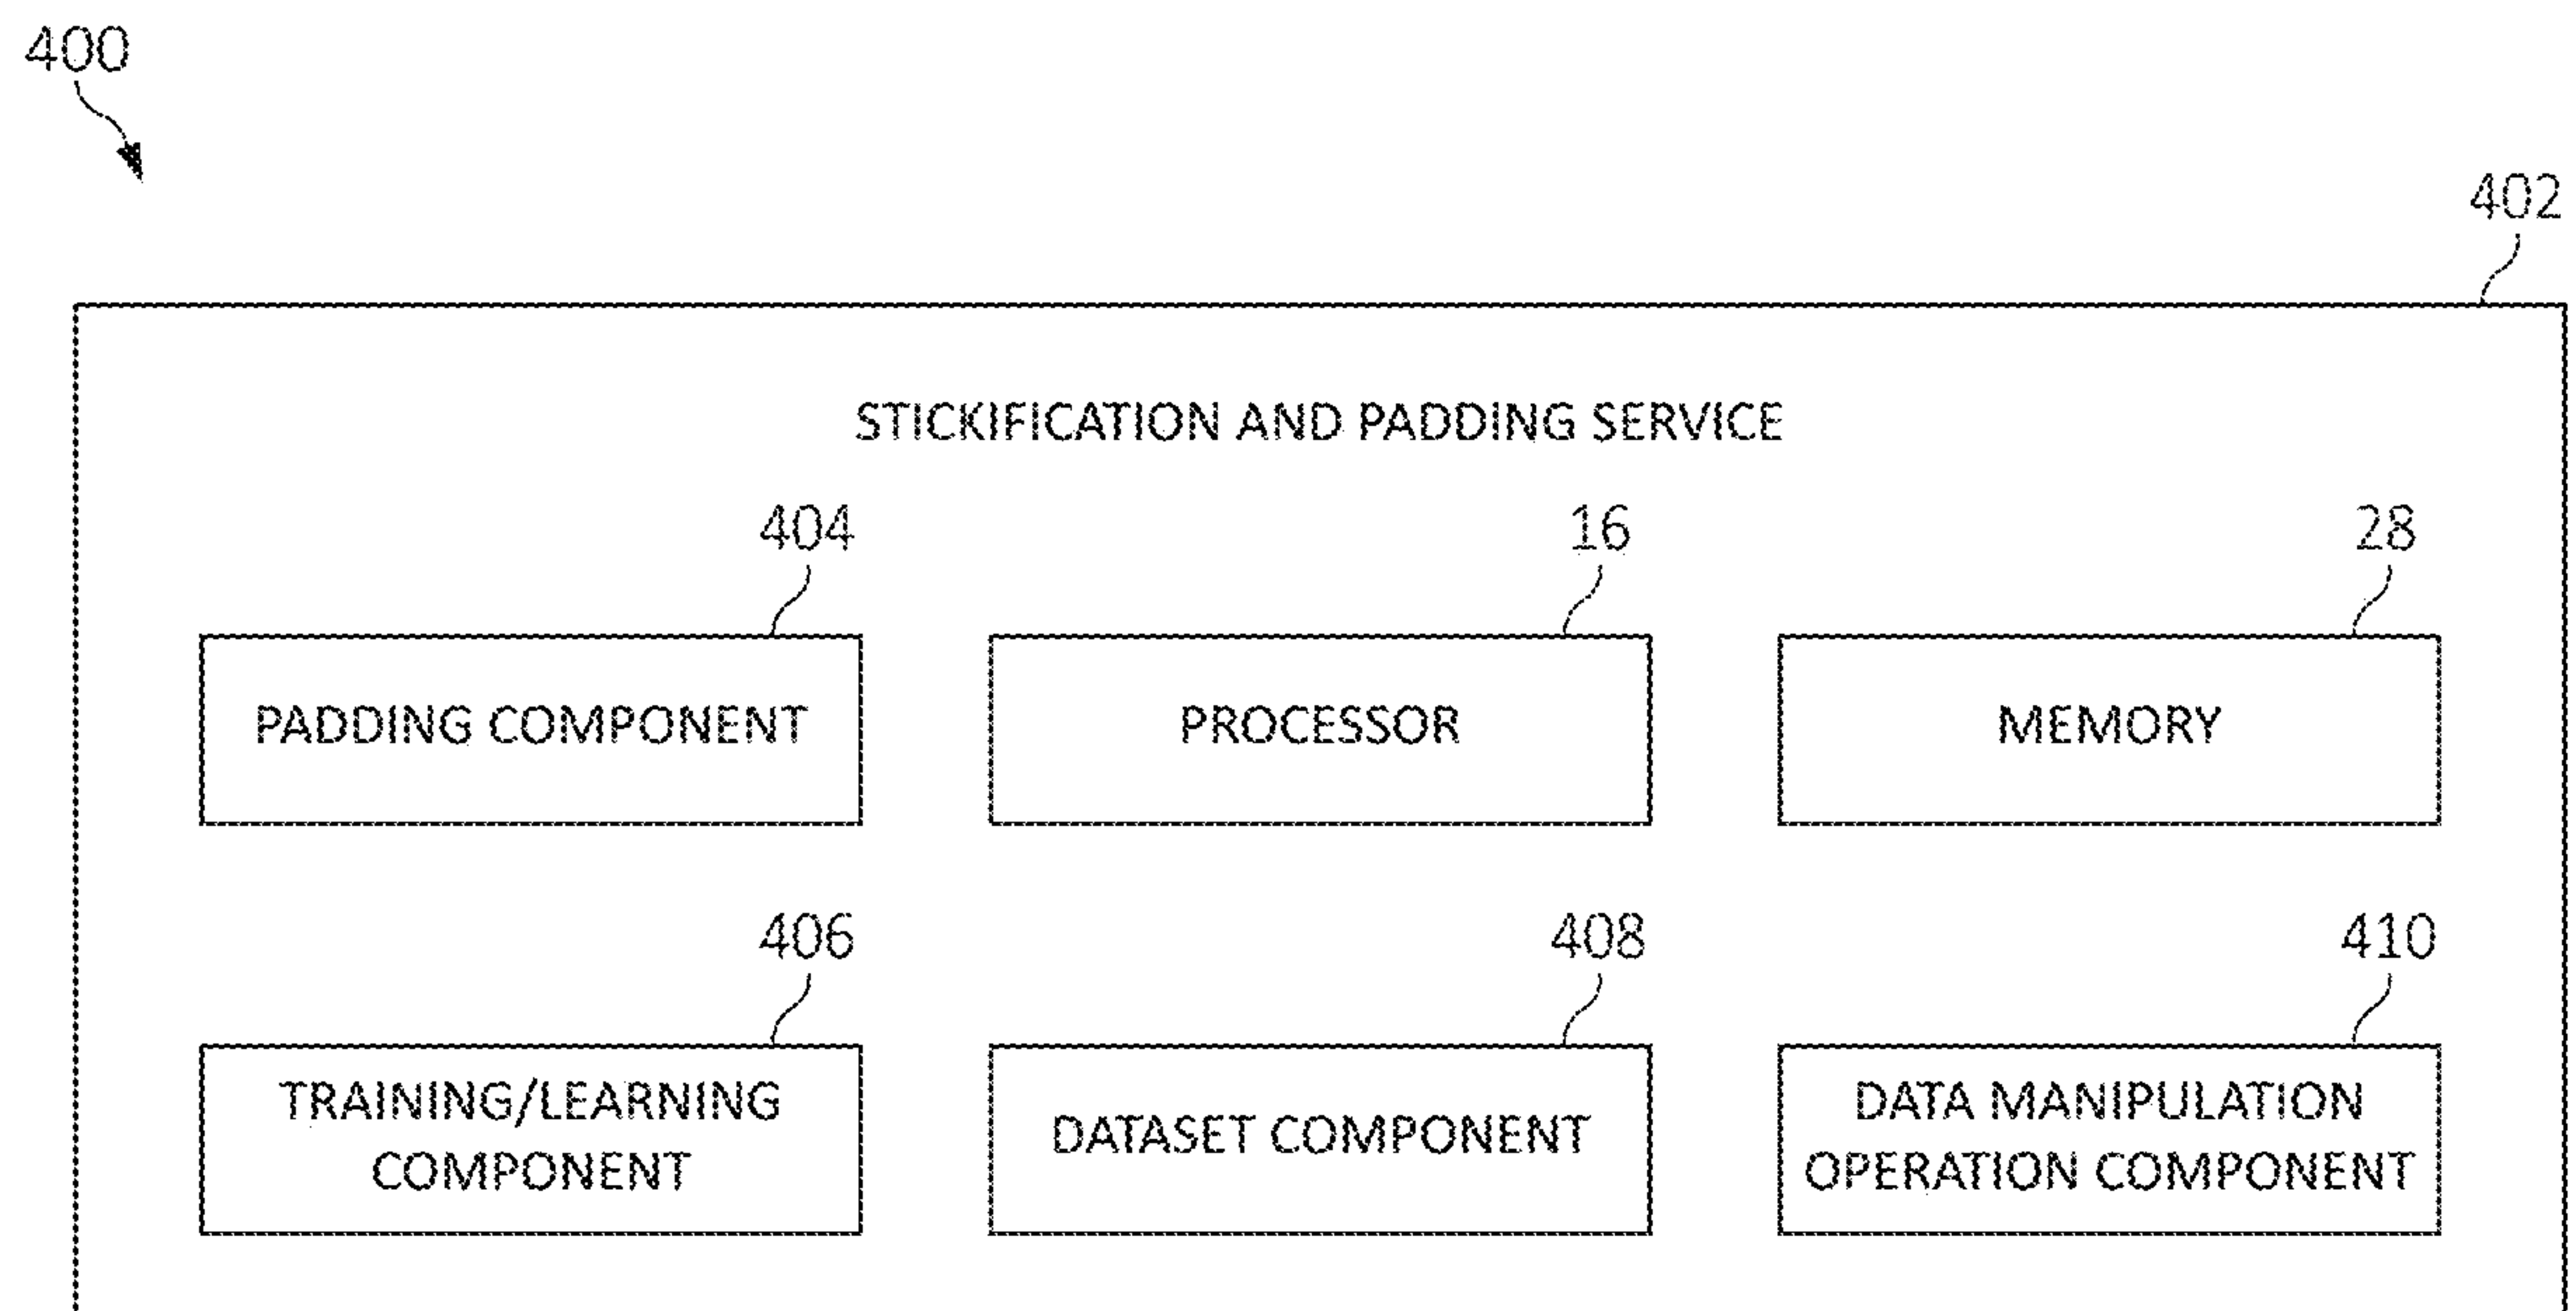 400
402
STICKIFICATION AND PADDING SERVICE
404
16
28
PADDING COMPONENT
PROCESSOR
MEMORY
406
408
410
TRAINING/LEARNING
COMPONENT
DATASET COMPONENT
DATA MANIPULATION
OPERATION COMPONENT